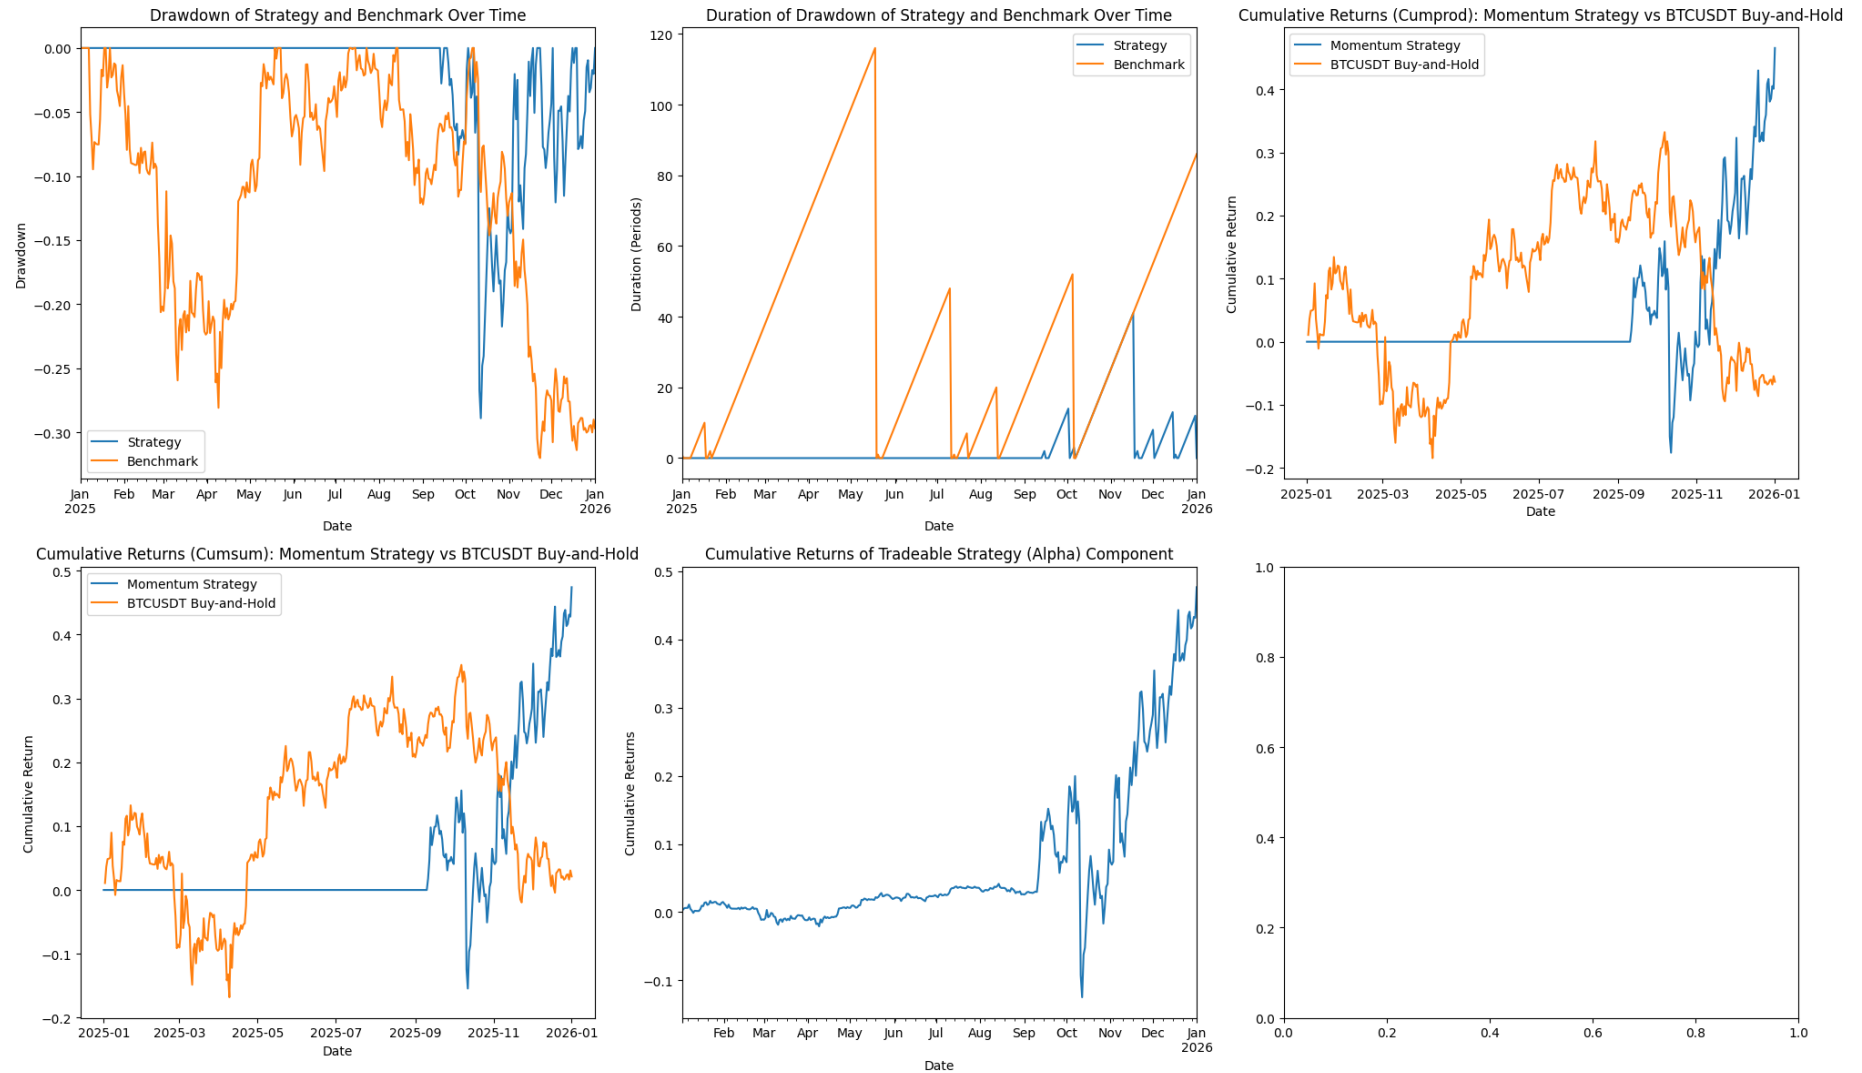 Drawdown of Strategy and Benchmark Over Time
0.00
−0.05
−0.10
−0.15
−0.20
−0.25
−0.30
Drawdown
Strategy
Benchmark
Jan Feb Mar Apr May Jun Jul Aug Sep Oct Nov Dec Jan
2025 2026
Date
Duration of Drawdown of Strategy and Benchmark Over Time
120
100
80
60
40
20
0
Duration (Periods)
Strategy
Benchmark
Jan Feb Mar Apr May Jun Jul Aug Sep Oct Nov Dec Jan
2025 2026
Date
Cumulative Returns (Cumprod): Momentum Strategy vs BTCUSDT Buy-and-Hold
Momentum Strategy
BTCUSDT Buy-and-Hold
0.4
0.3
0.2
0.1
0.0
−0.1
−0.2
Cumulative Return
2025-01 2025-03 2025-05 2025-07 2025-09 2025-11 2026-01
Date
Cumulative Returns (Cumsum): Momentum Strategy vs BTCUSDT Buy-and-Hold
Momentum Strategy
BTCUSDT Buy-and-Hold
0.5
0.4
0.3
0.2
0.1
0.0
−0.1
−0.2
Cumulative Return
2025-01 2025-03 2025-05 2025-07 2025-09 2025-11 2026-01
Date
Cumulative Returns of Tradeable Strategy (Alpha) Component
0.5
0.4
0.3
0.2
0.1
0.0
−0.1
Cumulative Returns
Feb Mar Apr May Jun Jul Aug Sep Oct Nov Dec Jan
2026
Date
1.0
0.8
0.6
0.4
0.2
0.0
0.0 0.2 0.4 0.6 0.8 1.0